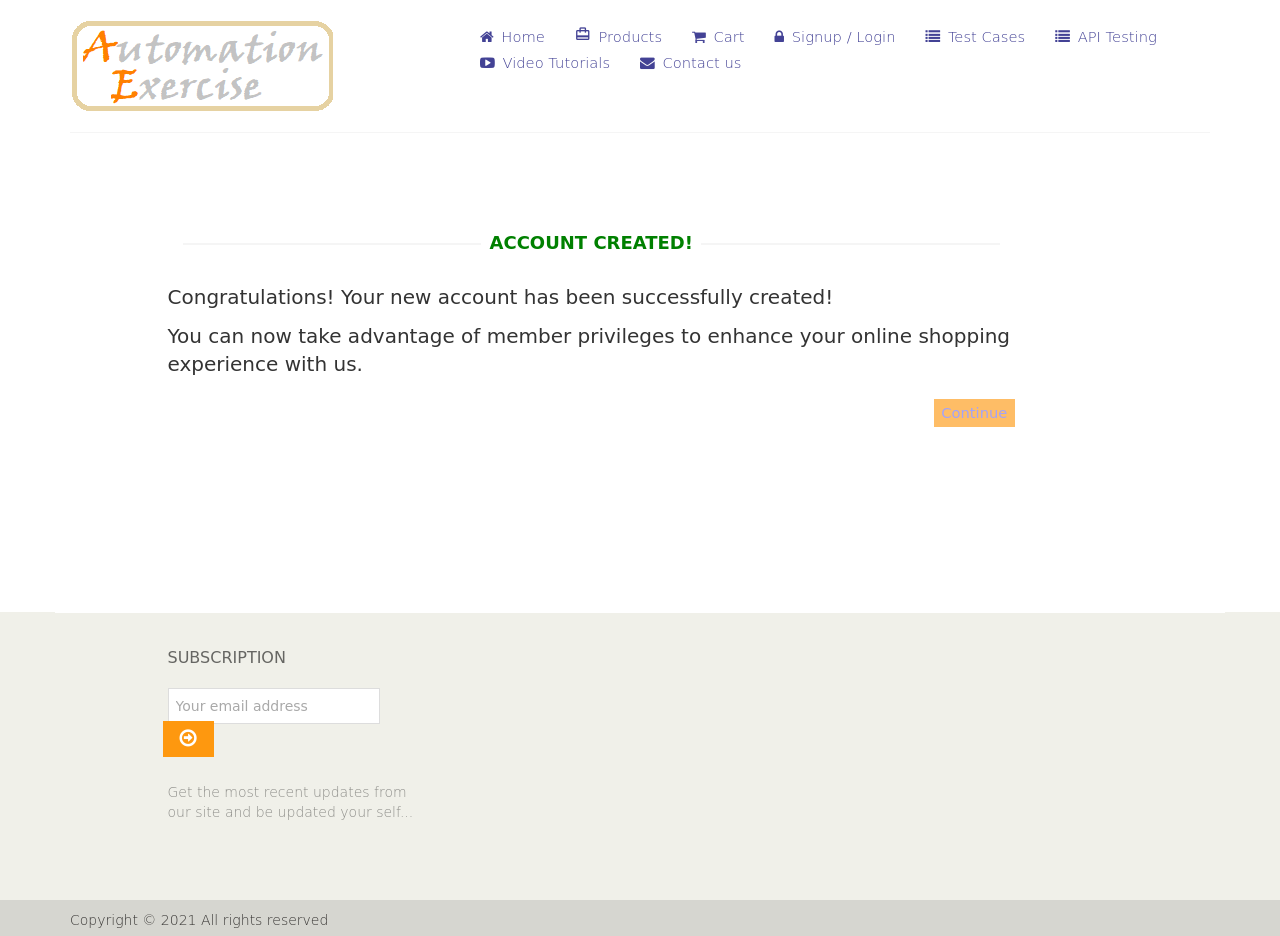 Automation
Exercise
Home Products Cart Signup / Login Test Cases API Testing
Video Tutorials Contact us
ACCOUNT CREATED!
Congratulations! Your new account has been successfully created!
You can now take advantage of member privileges to enhance your online shopping
experience with us.
Continue
SUBSCRIPTION
Your email address
Get the most recent updates from
our site and be updated your self...
Copyright © 2021 All rights reserved